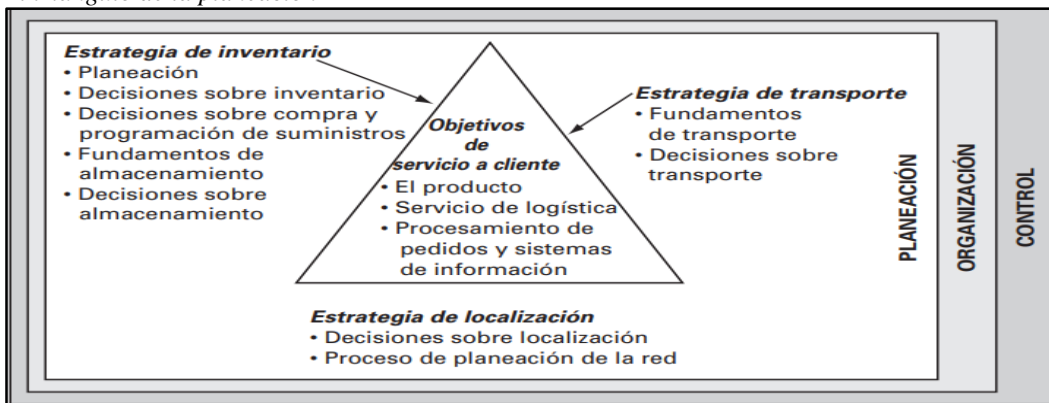 Estrategia de inventario
• Planeación
• Decisiones sobre inventario
• Decisiones sobre compra y
programación de suministros
• Fundamentos de
almacenamiento
• Decisiones sobre
almacenamiento
Objetivos
de
servicio a cliente
• El producto
• Servicio de logística
• Procesamiento de
pedidos y sistemas
de información
Estrategia de transporte
• Fundamentos
de transporte
• Decisiones sobre
transporte
Estrategia de localización
• Decisiones sobre localización
• Proceso de planeación de la red
PLANEACIÓN
ORGANIZACIÓN
CONTROL